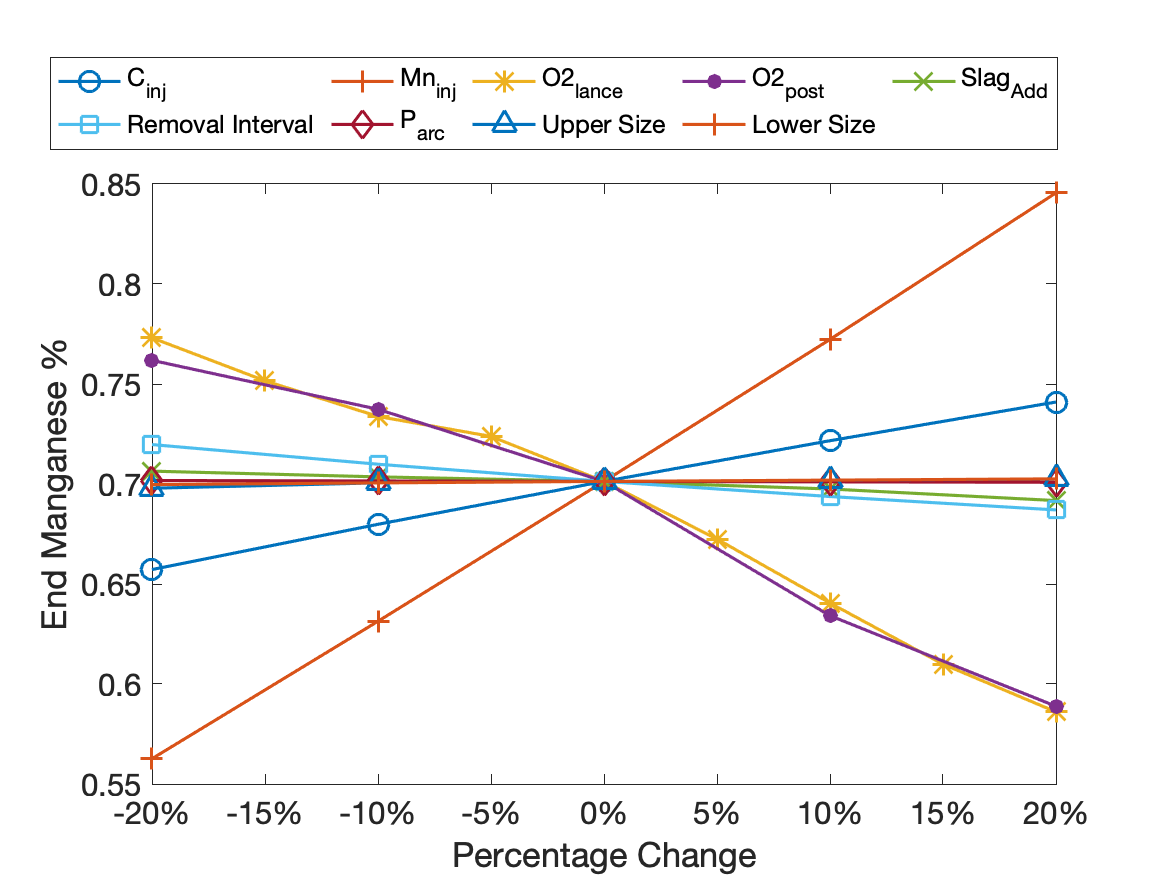 C_inj Mn_inj O2_lance O2_post Slag_Add
Removal Interval P_arc Upper Size Lower Size
0.85
0.8
0.75
0.7
0.65
0.6
0.55
End Manganese %
-20% -15% -10% -5% 0% 5% 10% 15% 20%
Percentage Change